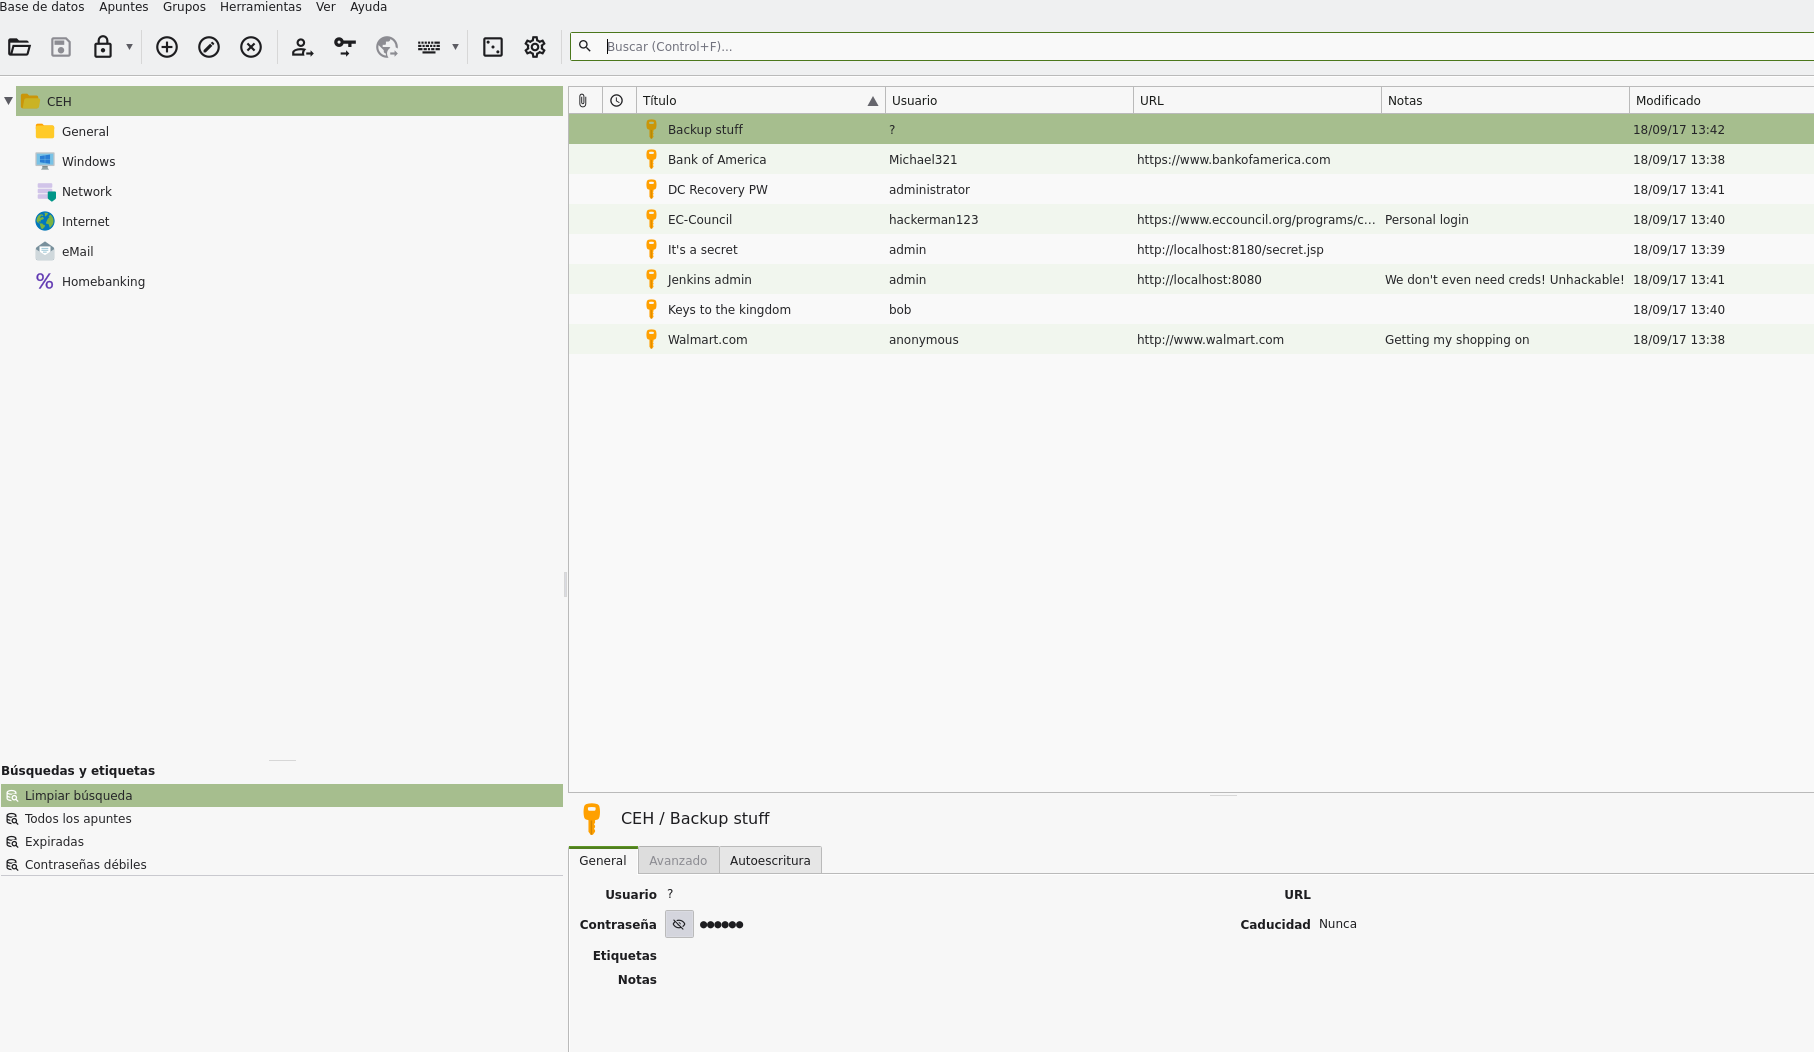 Base de datos Apuntes Grupos Herramientas Ver Ayuda
Buscar (Control+F)...
CEH
General
Windows
Network
Internet
eMail
Homebanking
Título Usuario URL Notas Modificado
Backup stuff ? 18/09/17 13:42
Bank of America Michael321 https://www.bankofamerica.com 18/09/17 13:38
DC Recovery PW administrator 18/09/17 13:41
EC-Council hackerman123 https://www.eccouncil.org/programs/c... Personal login 18/09/17 13:40
It's a secret admin http://localhost:8180/secret.jsp 18/09/17 13:39
Jenkins admin admin http://localhost:8080 We don't even need creds! Unhackable! 18/09/17 13:41
Keys to the kingdom bob 18/09/17 13:40
Walmart.com anonymous http://www.walmart.com Getting my shopping on 18/09/17 13:38
Búsquedas y etiquetas
Limpiar búsqueda
Todos los apuntes
Expiradas
Contraseñas débiles
CEH / Backup stuff
General Avanzado Autoescritura
Usuario ? URL
Contraseña ●●●●●● Caducidad Nunca
Etiquetas
Notas